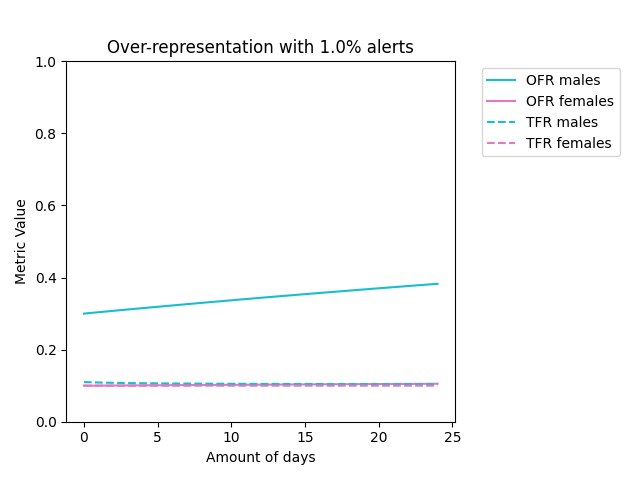 Over-representation with 1.0% alerts
1.0
0.8
0.6
0.4
0.2
0.0
Metric Value
0 5 10 15 20 25
Amount of days
OFR males
OFR females
TFR males
TFR females